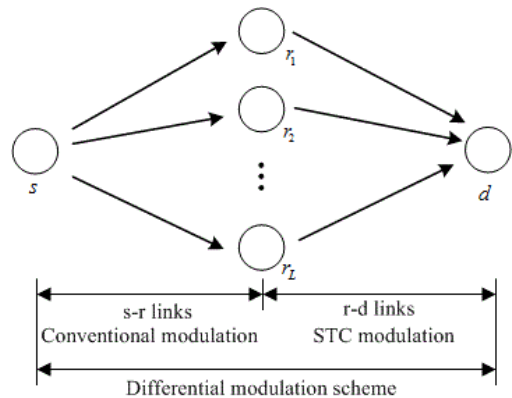 r1
r2
s
d
rL
s-r links
r-d links
Conventional modulation
STC modulation
Differential modulation scheme